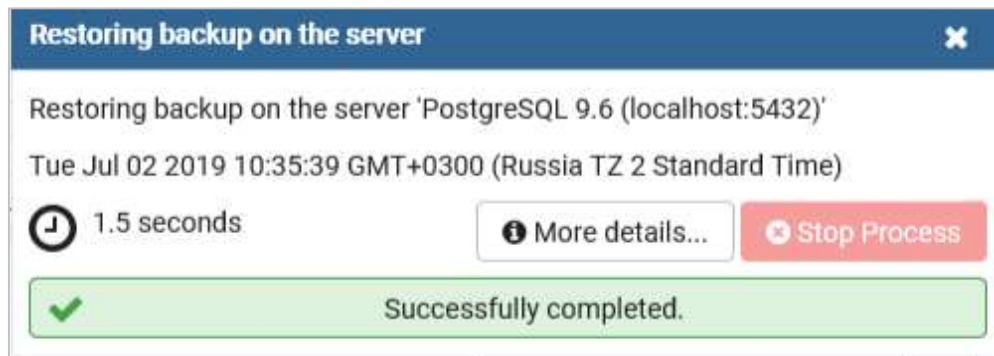 Restoring backup on the server
Restoring backup on the server 'PostgreSQL 9.6 (localhost:5432)'
Tue Jul 02 2019 10:35:39 GMT+0300 (Russia TZ 2 Standard Time)
1.5 seconds
More details...
Stop Process
Successfully completed.